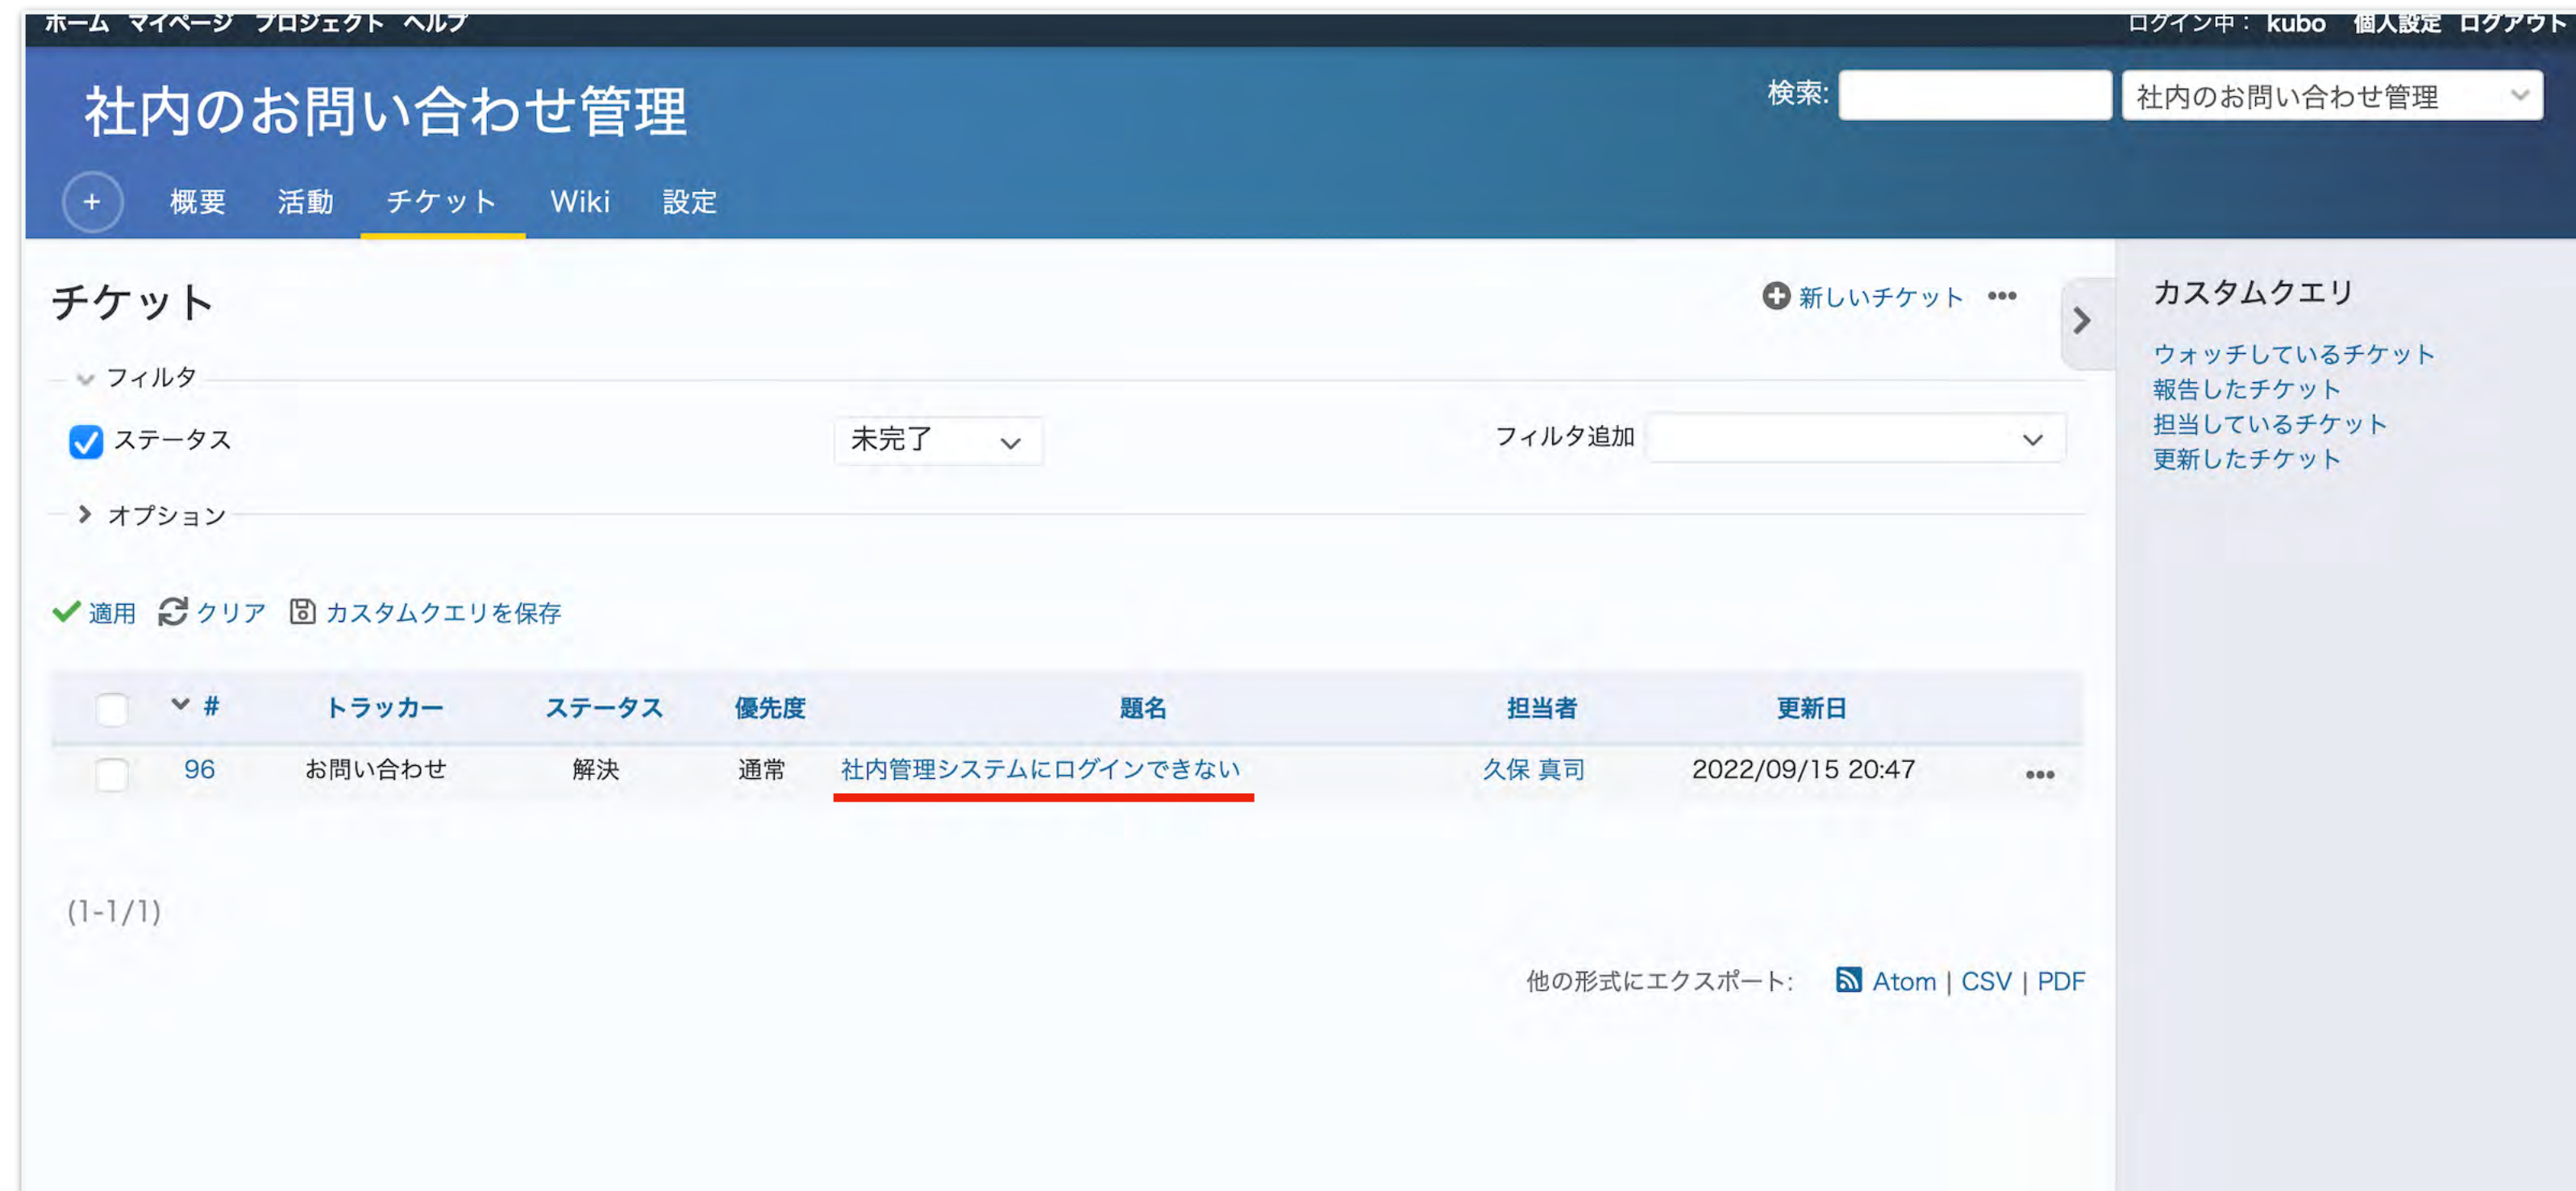 ホーム マイページ プロジェクト ヘルプ ログイン中： kubo 個人設定 ログアウト
社内のお問い合わせ管理 検索: 社内のお問い合わせ管理
+ 概要 活動 チケット Wiki 設定
チケット
新しいチケット •••
フィルタ
ステータス 未完了 フィルタ追加
オプション
適用 クリア カスタムクエリを保存
# トラッカー ステータス 優先度 題名 担当者 更新日
96 お問い合わせ 解決 通常 社内管理システムにログインできない 久保 真司 2022/09/15 20:47 •••
(1-1/1)
他の形式にエクスポート: Atom | CSV | PDF
カスタムクエリ
ウォッチしているチケット
報告したチケット
担当しているチケット
更新したチケット